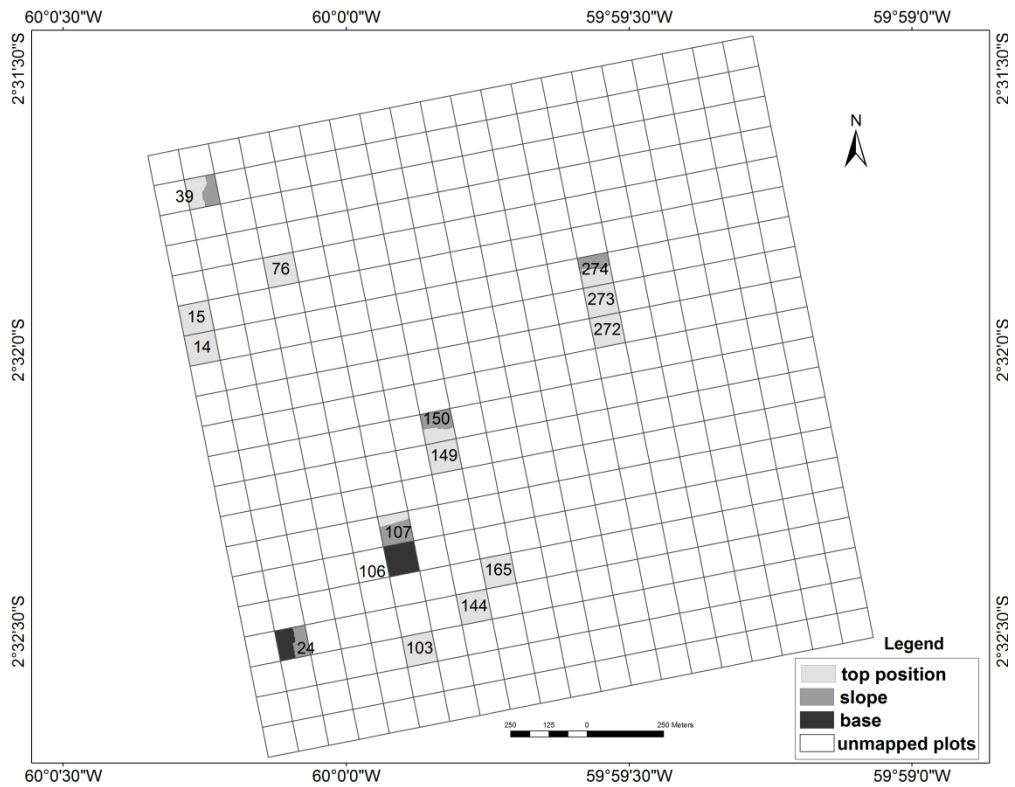 60°0'30"W 60°0'0"W 59°59'30"W 59°59'0"W
2°31'30"S
2°31'30"S
N
39
76
274
273
15
272
14
2°32'0"S
2°32'0"S
150
149
107
106
165
144
24
103
2°32'30"S
2°32'30"S
Legend
top position
slope
base
unmapped plots
250 125 0 250 Meters
60°0'30"W 60°0'0"W 59°59'30"W 59°59'0"W